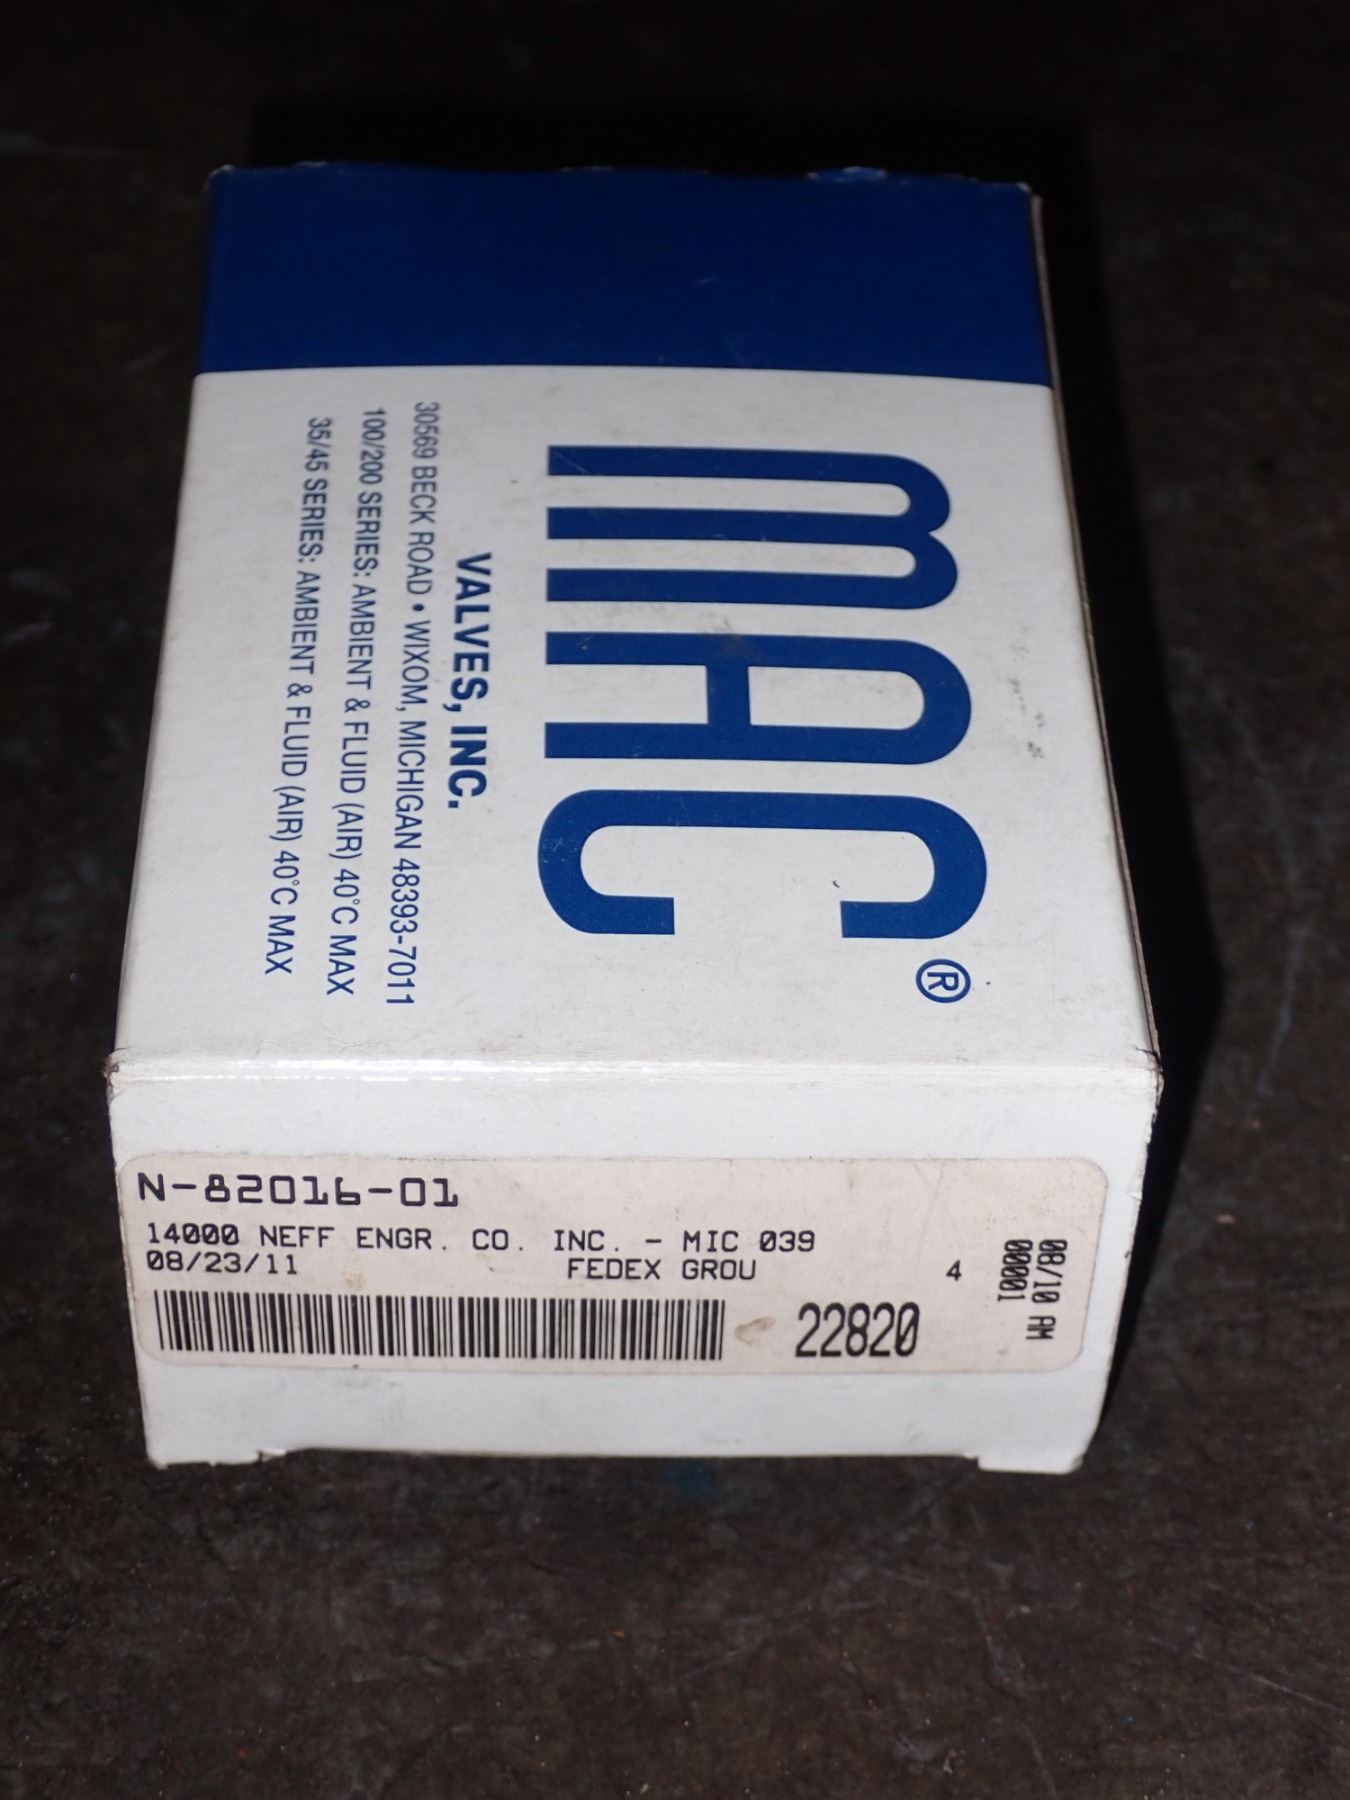 MAC®
VALVES, INC.
30569 BECK ROAD • WIXOM, MICHIGAN 48393-7011
100/200 SERIES: AMBIENT & FLUID (AIR) 40°C MAX
35/45 SERIES: AMBIENT & FLUID (AIR) 40°C MAX
N-82016-01
14000 NEFF ENGR. CO. INC. - MIC 039
08/23/11 FEDEX GROU 4
22820
08/10 AM
00001